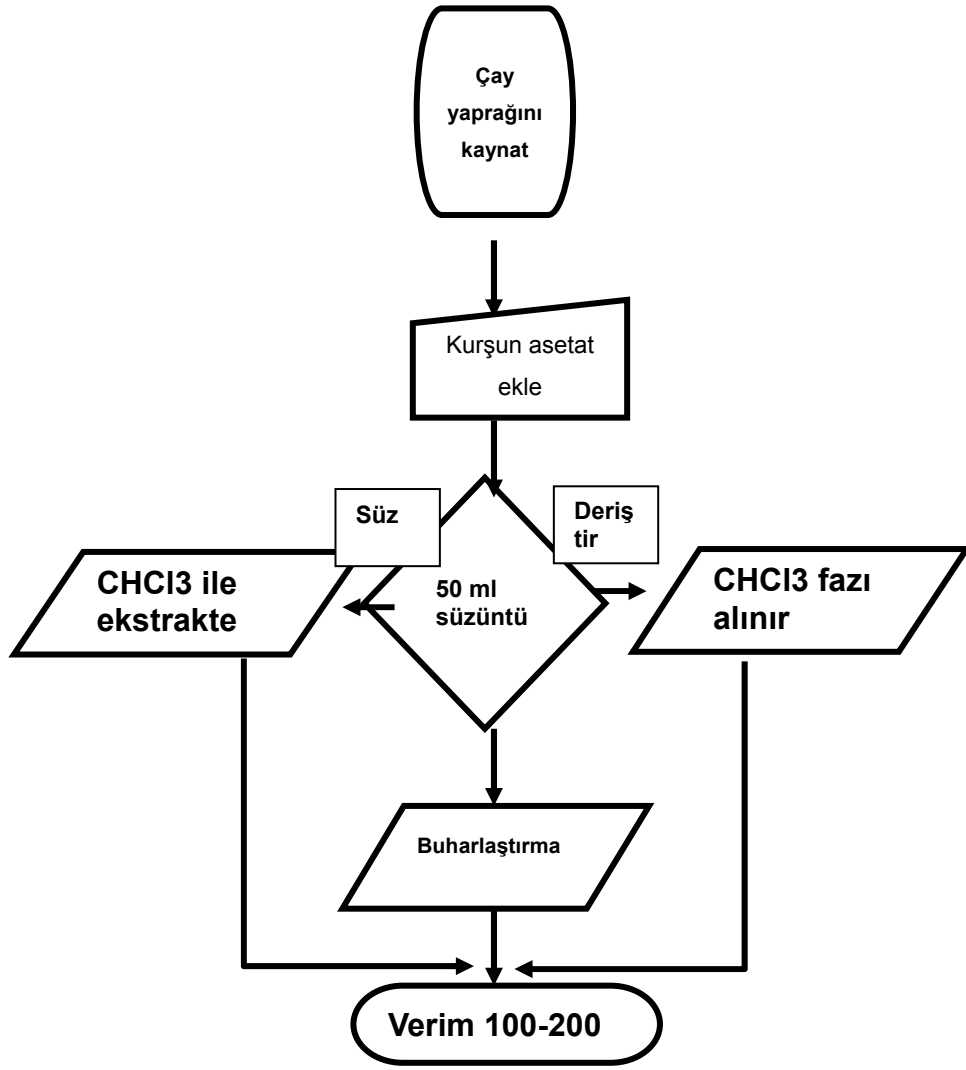 Çay
yaprağını
kaynat
Kurşun asetat
ekle
Süz
Deriş
tir
CHCl3 ile
ekstrakte
50 ml
süzüntü
CHCl3 fazı
alınır
Buharlaştırma
Verim 100-200